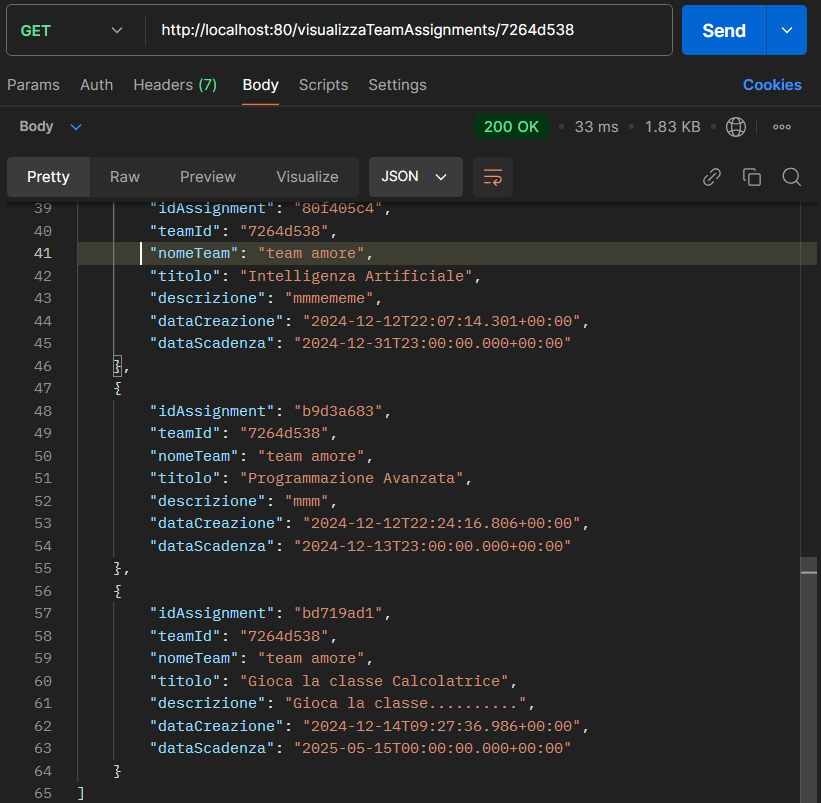 GET http://localhost:80/visualizzaTeamAssignments/7264d538 Send
Params Auth Headers (7) Body Scripts Settings Cookies
Body 200 OK 33 ms 1.83 KB
Pretty Raw Preview Visualize JSON
39 "idAssignment": "80f405c4",
40 "teamId": "7264d538",
41 "nomeTeam": "team amore",
42 "titolo": "Intelligenza Artificiale",
43 "descrizione": "mmmememe",
44 "dataCreazione": "2024-12-12T22:07:14.301+00:00",
45 "dataScadenza": "2024-12-31T23:00:00.000+00:00"
46 },
47 {
48 "idAssignment": "b9d3a683",
49 "teamId": "7264d538",
50 "nomeTeam": "team amore",
51 "titolo": "Programmazione Avanzata",
52 "descrizione": "mmm",
53 "dataCreazione": "2024-12-12T22:24:16.806+00:00",
54 "dataScadenza": "2024-12-13T23:00:00.000+00:00"
55 },
56 {
57 "idAssignment": "bd719ad1",
58 "teamId": "7264d538",
59 "nomeTeam": "team amore",
60 "titolo": "Gioca la classe Calcolatrice",
61 "descrizione": "Gioca la classe..........",
62 "dataCreazione": "2024-12-14T09:27:36.986+00:00",
63 "dataScadenza": "2025-05-15T00:00:00.000+00:00"
64 }
65 ]